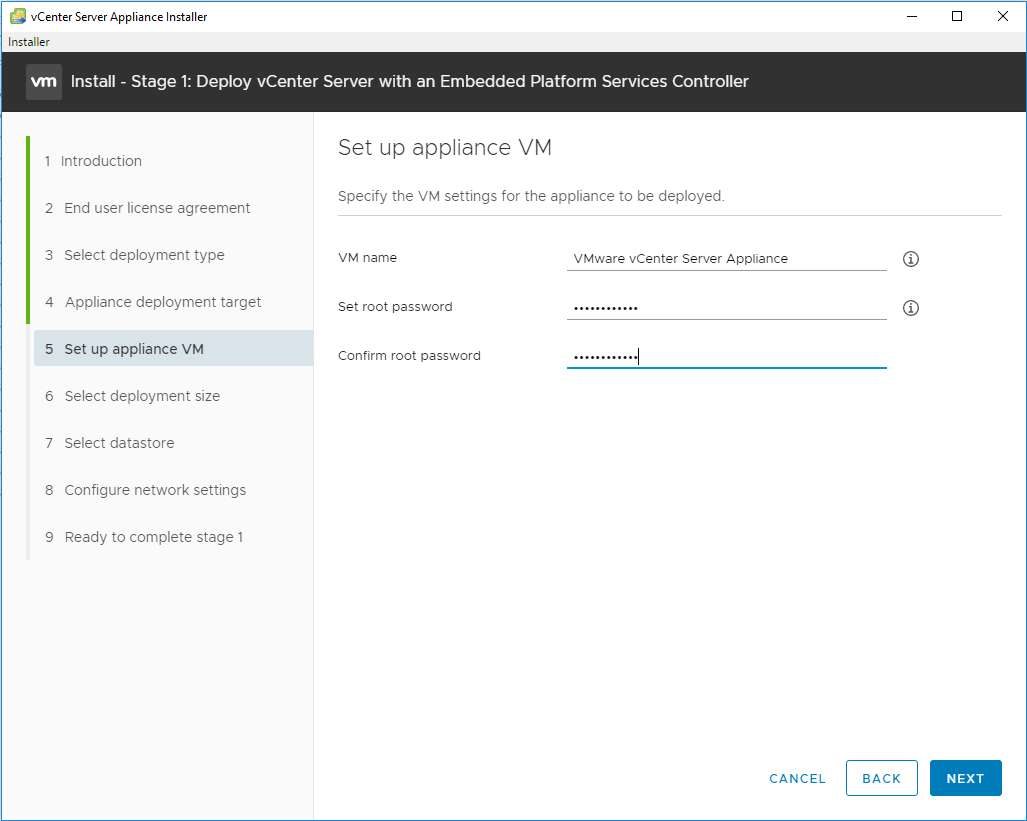 vCenter Server Appliance Installer
Installer
vm Install - Stage 1: Deploy vCenter Server with an Embedded Platform Services Controller
1 Introduction
2 End user license agreement
3 Select deployment type
4 Appliance deployment target
5 Set up appliance VM
6 Select deployment size
7 Select datastore
8 Configure network settings
9 Ready to complete stage 1
Set up appliance VM
Specify the VM settings for the appliance to be deployed.
VM name VMware vCenter Server Appliance
Set root password ••••••••••••
Confirm root password ••••••••••••
CANCEL BACK NEXT